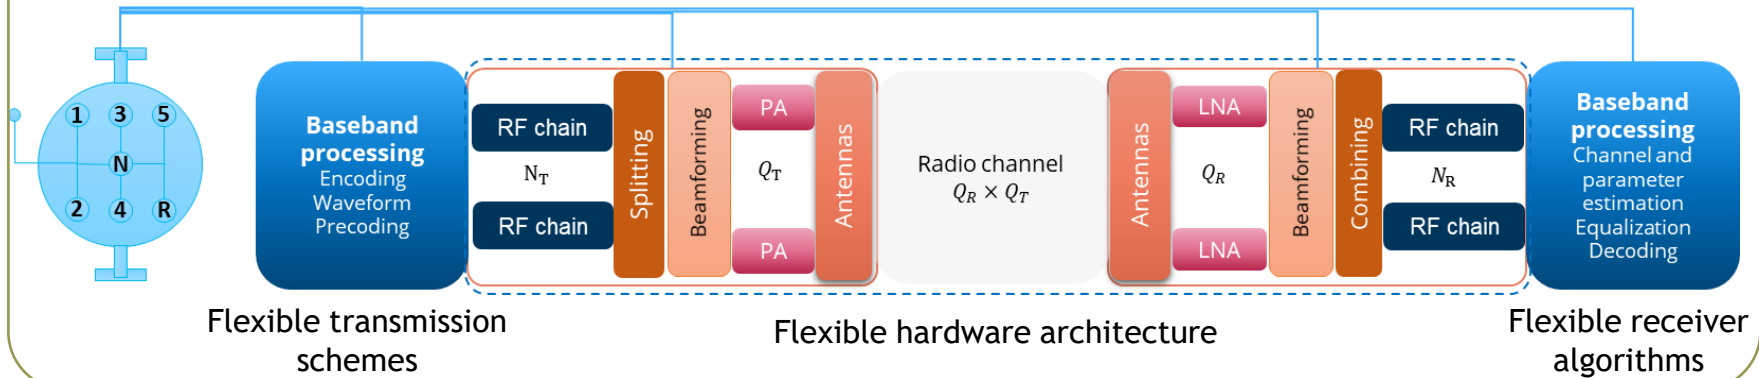 1
3
5
N
2
4
R
Baseband
processing
Encoding
Waveform
Precoding
RF chain
N_T
RF chain
Splitting
Beamforming
PA
Q_T
PA
Antennas
Radio channel
Q_R × Q_T
Antennas
LNA
Q_R
LNA
Beamforming
Combining
RF chain
N_R
RF chain
Baseband
processing
Channel and
parameter
estimation
Equalization
Decoding
Flexible transmission
schemes
Flexible hardware architecture
Flexible receiver
algorithms